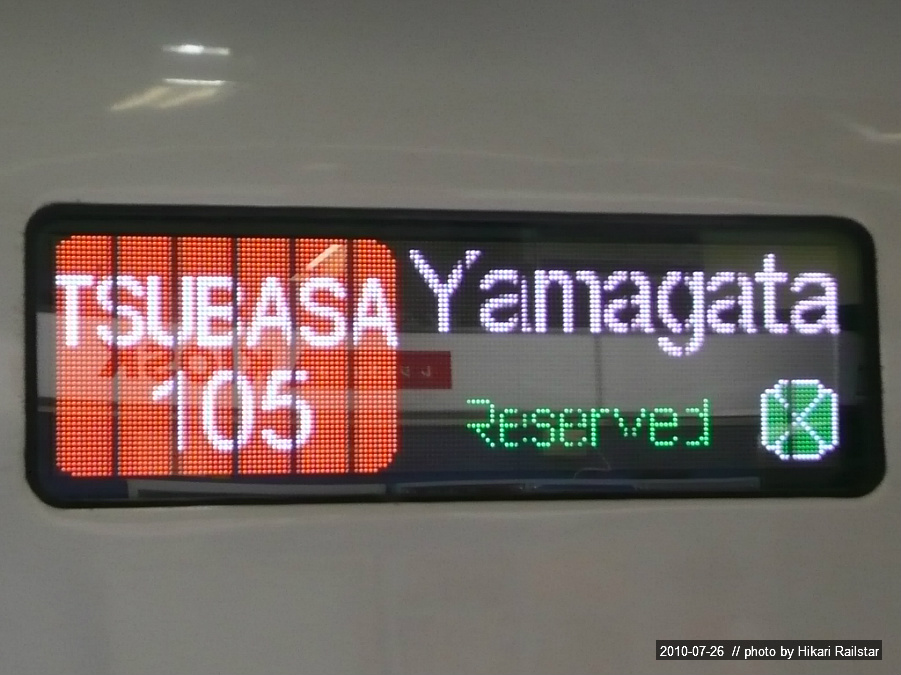 TSUBASA
105
Yamagata
Reserved
2010-07-26 // photo by Hikari Railstar